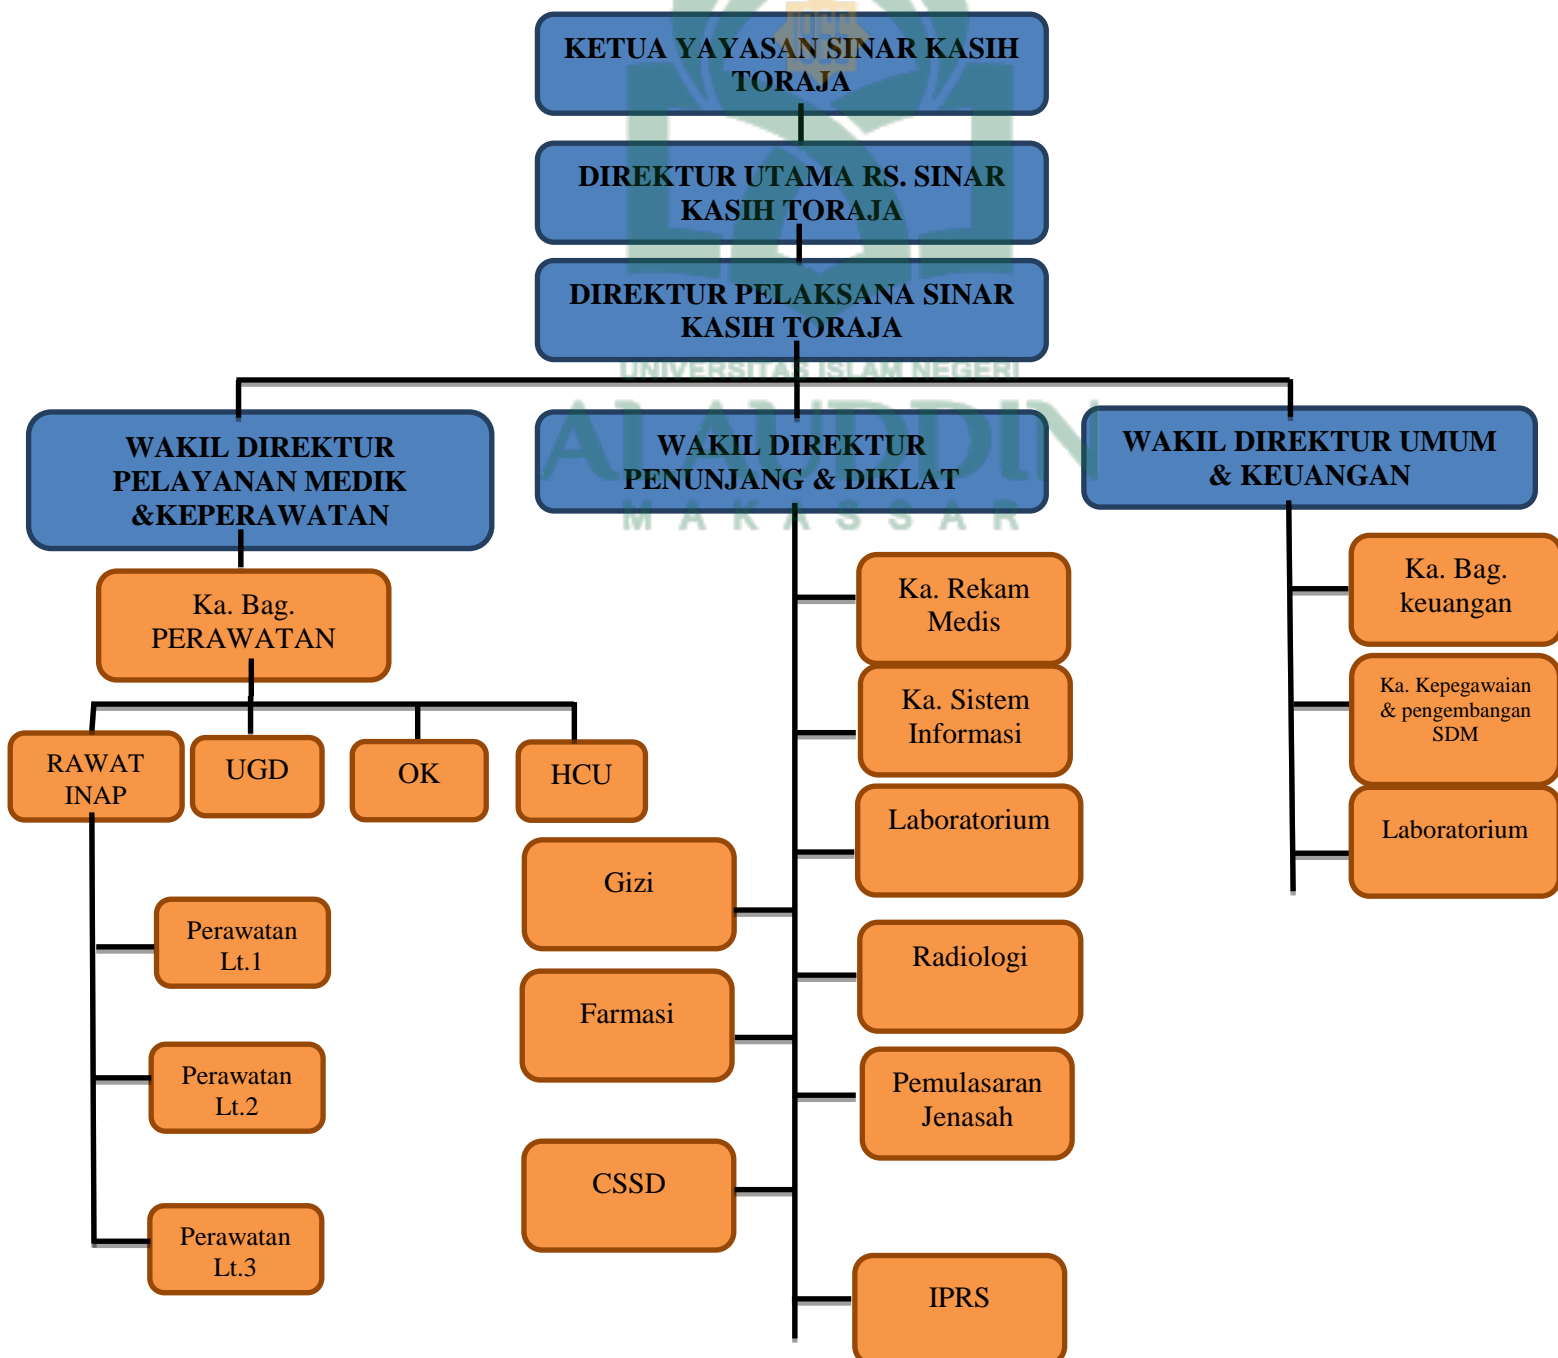 KETUA YAYASAN SINAR KASIH
TORAJA
DIREKTUR UTAMA RS. SINAR
KASIH TORAJA
DIREKTUR PELAKSANA SINAR
KASIH TORAJA
UNIVERSITAS ISLAM NEGERI
ALAUDDIN
MAKASSAR
WAKIL DIREKTUR
PELAYANAN MEDIK
&KEPERAWATAN
WAKIL DIREKTUR
PENUNJANG & DIKLAT
WAKIL DIREKTUR UMUM
& KEUANGAN
Ka. Bag.
PERAWATAN
RAWAT
INAP
UGD
OK
HCU
Perawatan
Lt.1
Perawatan
Lt.2
Perawatan
Lt.3
Gizi
Farmasi
CSSD
Ka. Rekam
Medis
Ka. Sistem
Informasi
Laboratorium
Radiologi
Pemulasaran
Jenasah
IPRS
Ka. Bag.
keuangan
Ka. Kepegawaian
& pengembangan
SDM
Laboratorium